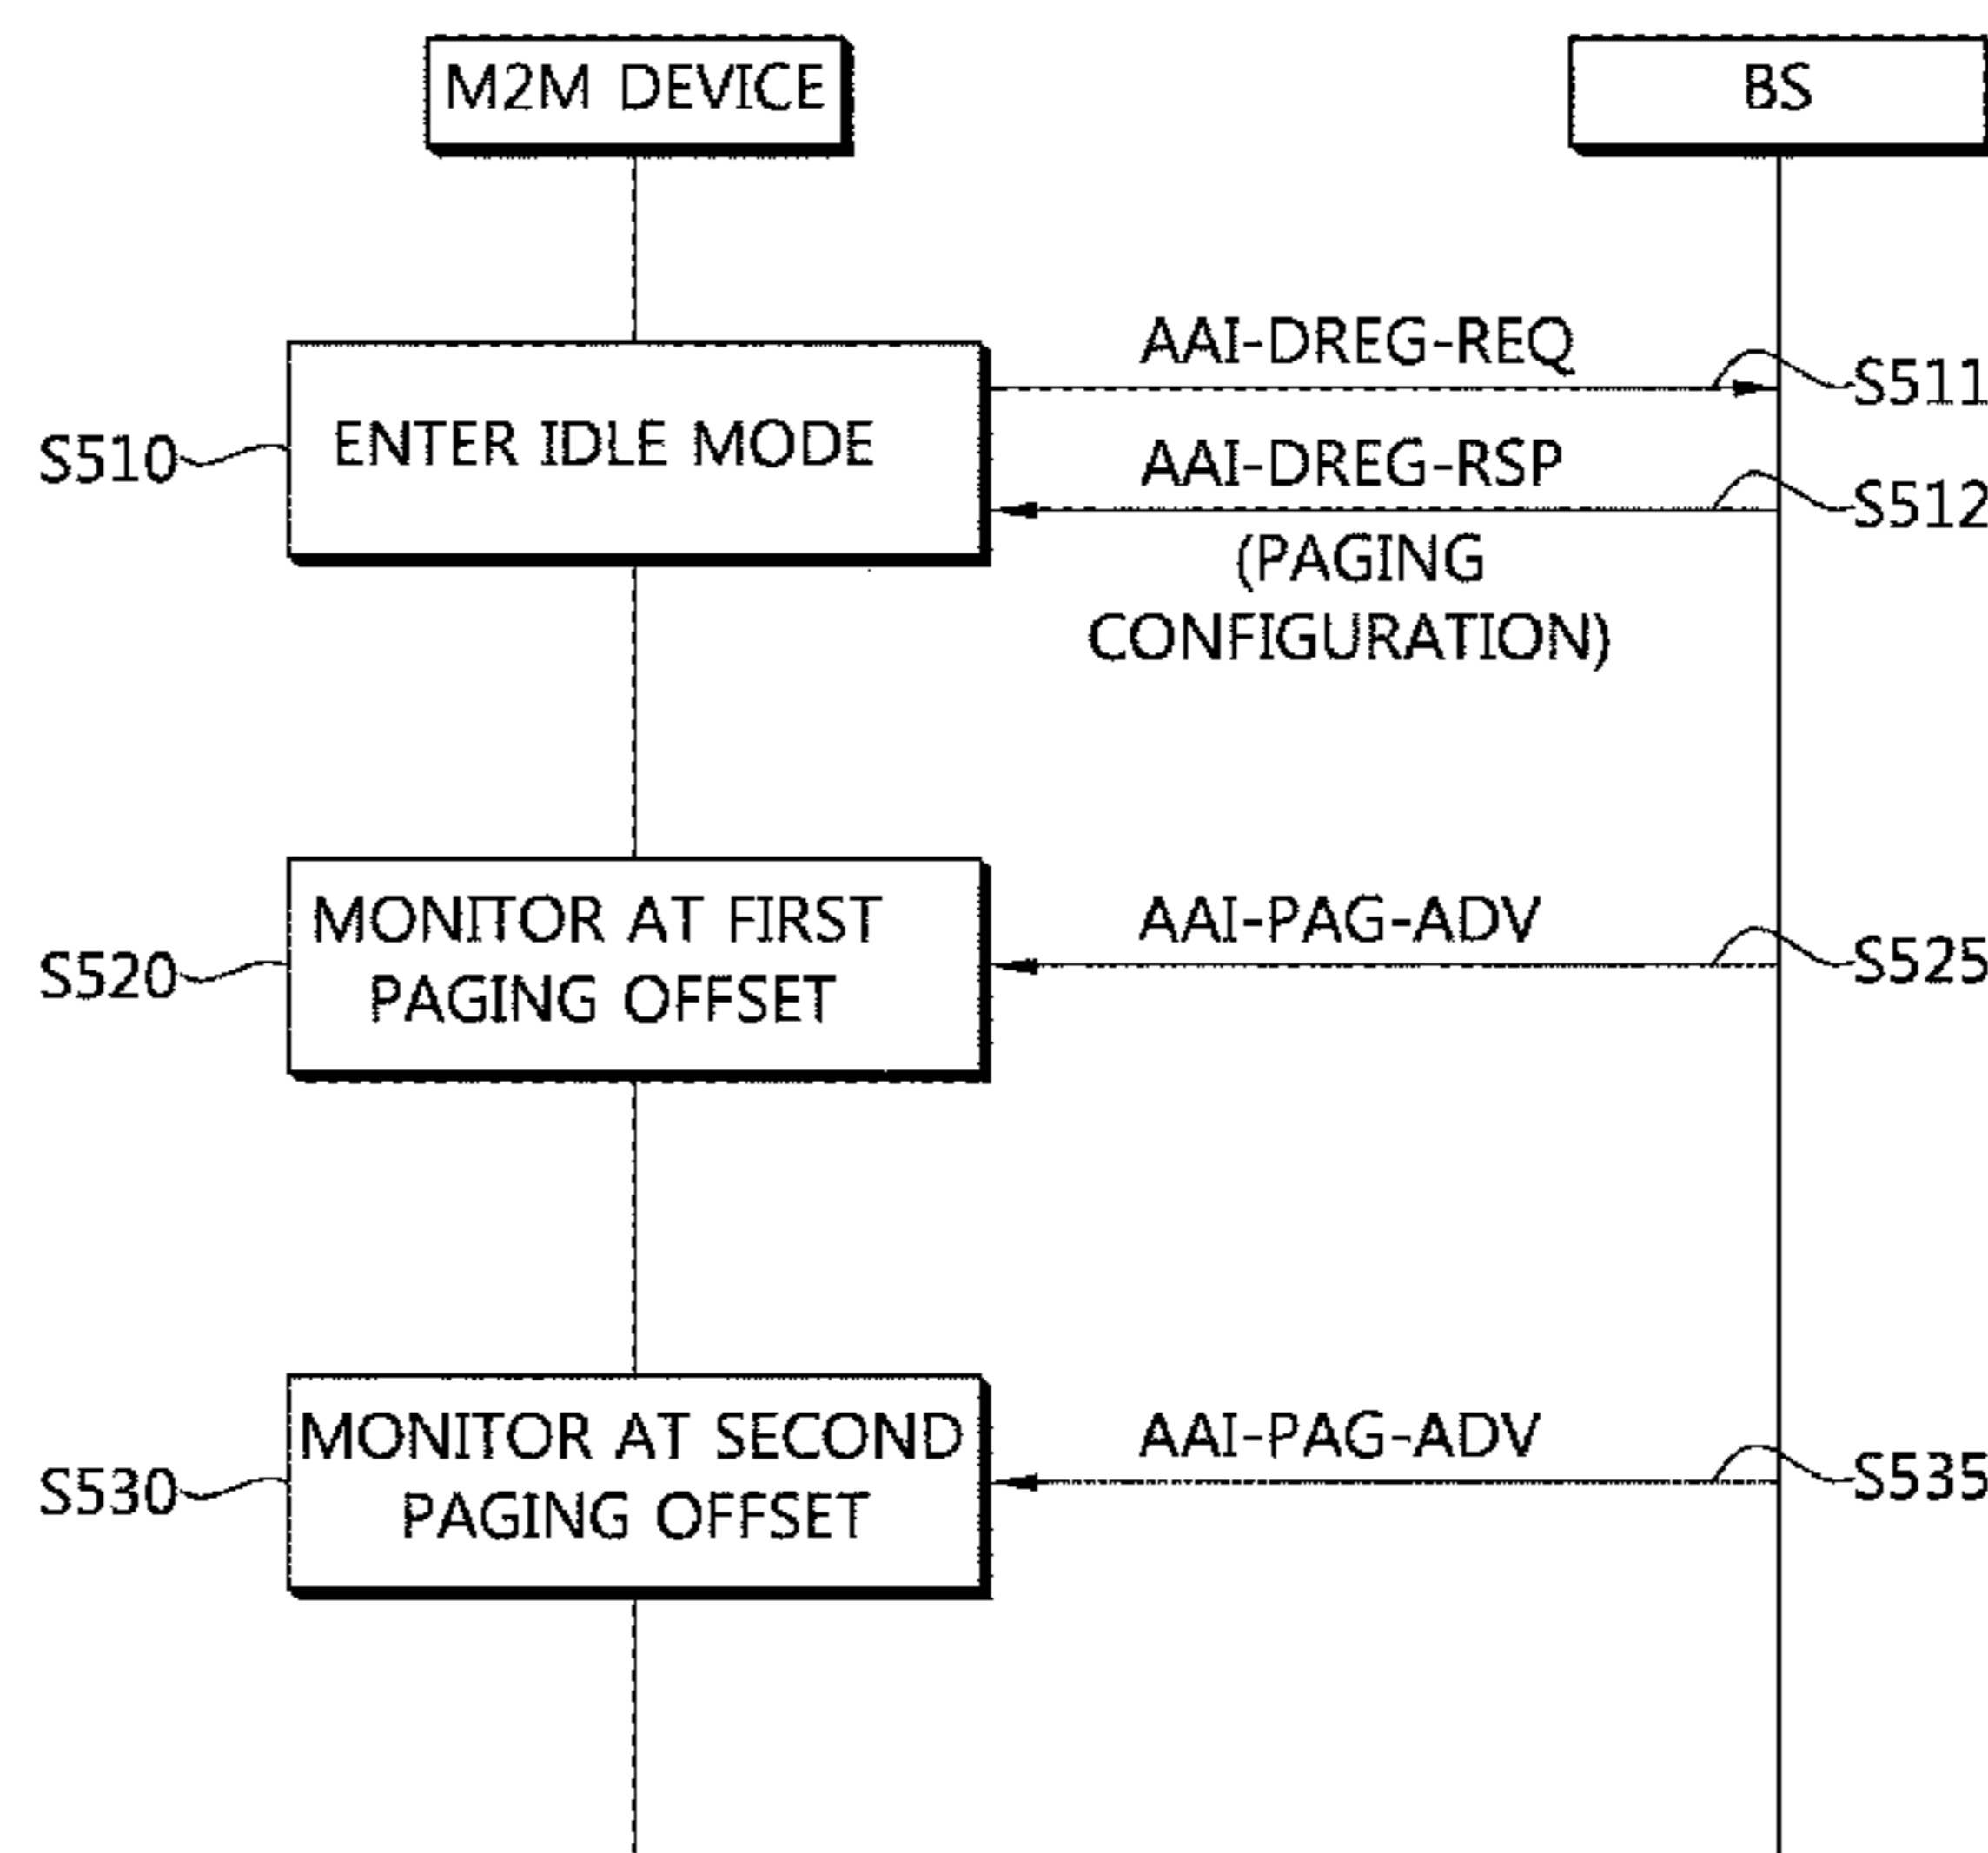 M2M DEVICE
BS
AAI-DREG-REQ
S511
S510
ENTER IDLE MODE
AAI-DREG-RSP
S512
(PAGING
CONFIGURATION)
MONITOR AT FIRST
PAGING OFFSET
S520
AAI-PAG-ADV
S525
MONITOR AT SECOND
PAGING OFFSET
S530
AAI-PAG-ADV
S535